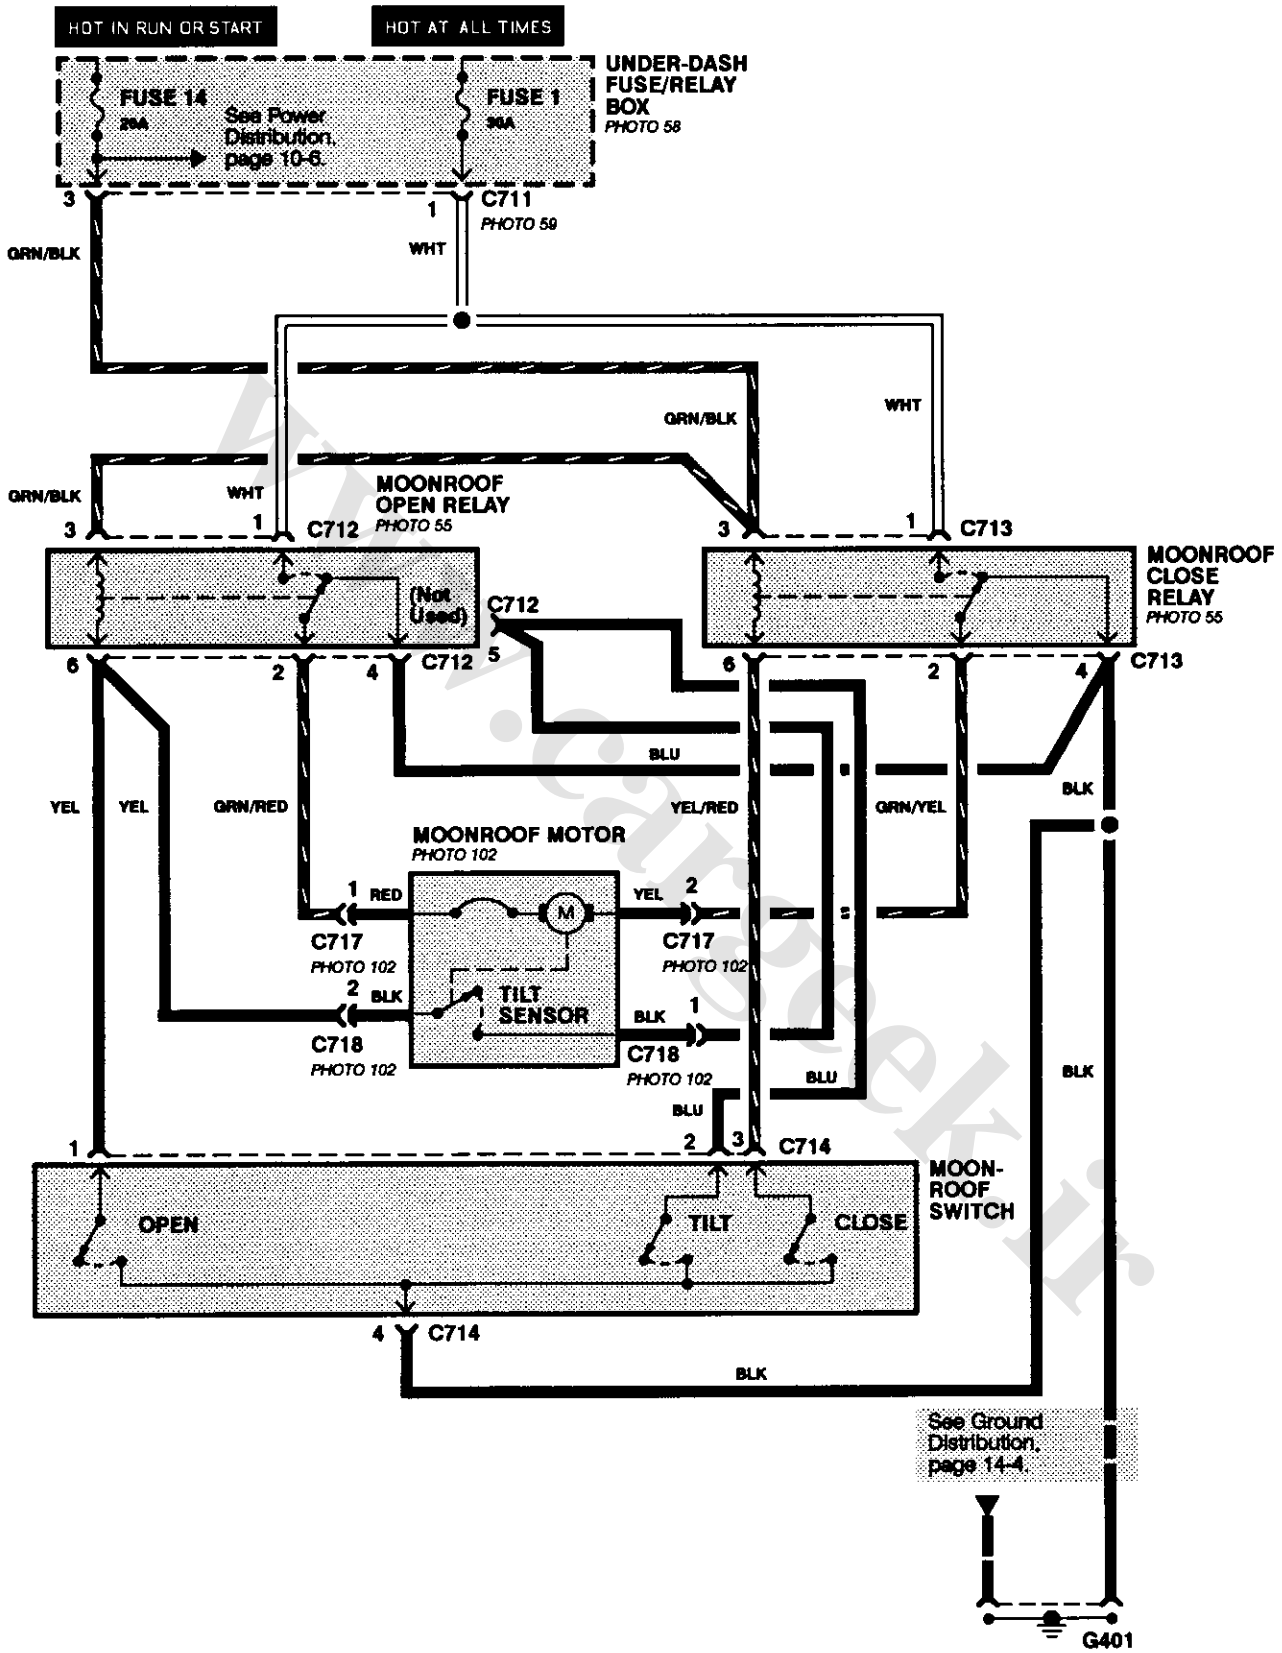 HOT IN RUN OR START
HOT AT ALL TIMES
UNDER-DASH
FUSE/RELAY
BOX
PHOTO 58
FUSE 14
20A
See Power
Distribution,
page 10-6.
FUSE 1
30A
3
1
C711
PHOTO 59
GRN/BLK
WHT
GRN/BLK
WHT
GRN/BLK
WHT
MOONROOF
OPEN RELAY
PHOTO 55
3
1
C712
3
1
C713
MOONROOF
CLOSE
RELAY
PHOTO 55
(Not
Used)
C712
5
6
2
4
C712
6
2
4
C713
BLU
BLK
YEL
YEL
GRN/RED
YEL/RED
GRN/YEL
MOONROOF MOTOR
PHOTO 102
1
RED
M
YEL
2
C717
PHOTO 102
C717
PHOTO 102
2
BLK
TILT
SENSOR
BLK
1
C718
PHOTO 102
C718
PHOTO 102
BLU
BLK
BLU
1
2
3
C714
MOON-
ROOF
SWITCH
OPEN
TILT
CLOSE
4
C714
BLK
See Ground
Distribution,
page 14-4.
G401
www.cargeek.ir